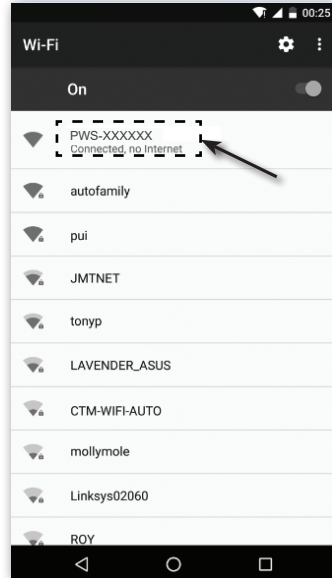 00:25
Wi-Fi
On
PWS-XXXXXX
Connected, no Internet
autofamily
pui
JMTNET
tonyp
LAVENDER_ASUS
CTM-WIFI-AUTO
mollymole
Linksys02060
ROY